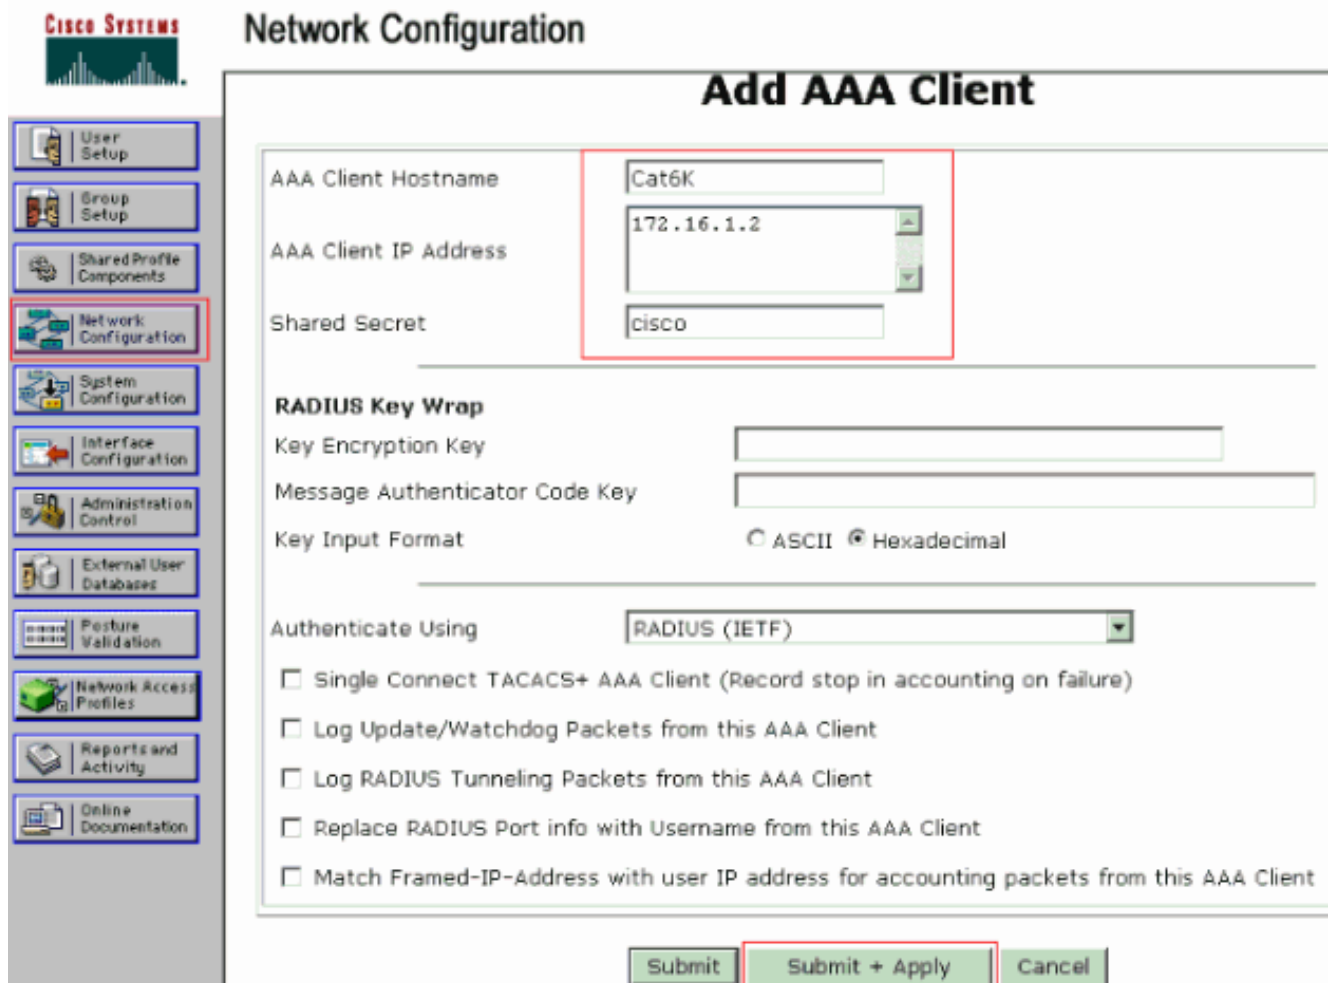 CISCO SYSTEMS
Network Configuration
User
Setup
Group
Setup
Shared Profile
Components
Network
Configuration
System
Configuration
Interface
Configuration
Administration
Control
External User
Databases
Posture
Validation
Network Access
Profiles
Reports and
Activity
Online
Documentation
Add AAA Client
AAA Client Hostname Cat6K
AAA Client IP Address 172.16.1.2
Shared Secret cisco
RADIUS Key Wrap
Key Encryption Key
Message Authenticator Code Key
Key Input Format ASCII Hexadecimal
Authenticate Using RADIUS (IETF)
Single Connect TACACS+ AAA Client (Record stop in accounting on failure)
Log Update/Watchdog Packets from this AAA Client
Log RADIUS Tunneling Packets from this AAA Client
Replace RADIUS Port info with Username from this AAA Client
Match Framed-IP-Address with user IP address for accounting packets from this AAA Client
Submit Submit + Apply Cancel